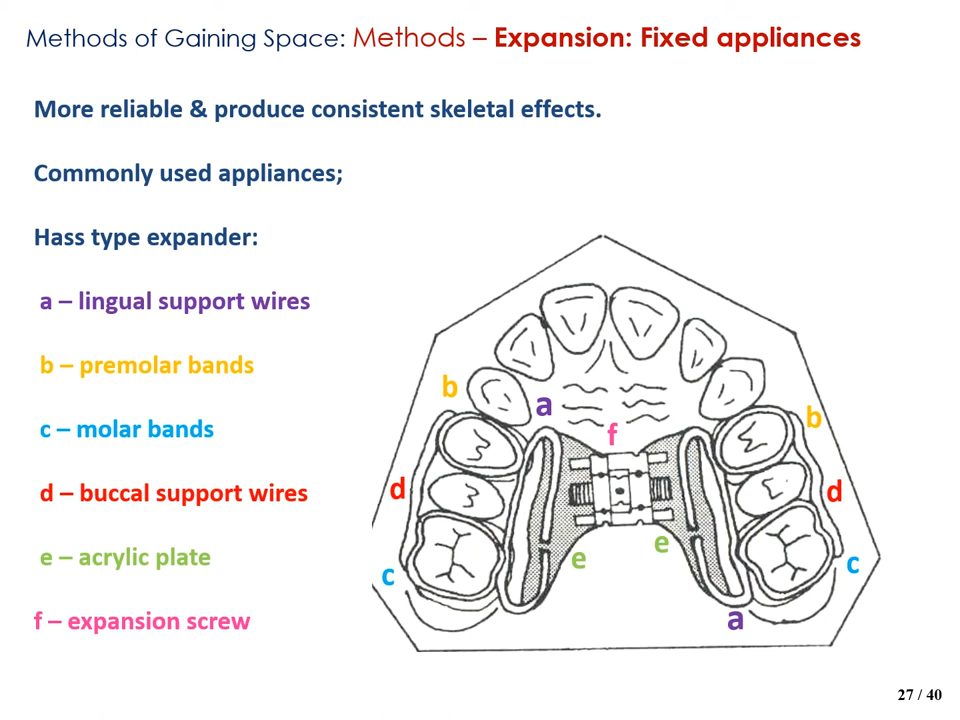 Methods of Gaining Space: Methods – Expansion: Fixed appliances
More reliable & produce consistent skeletal effects.
Commonly used appliances;
Hass type expander:
a – lingual support wires
b – premolar bands
c – molar bands
d – buccal support wires
e – acrylic plate
f – expansion screw
b
a
b
f
d
d
e
e
c
c
a
27 / 40